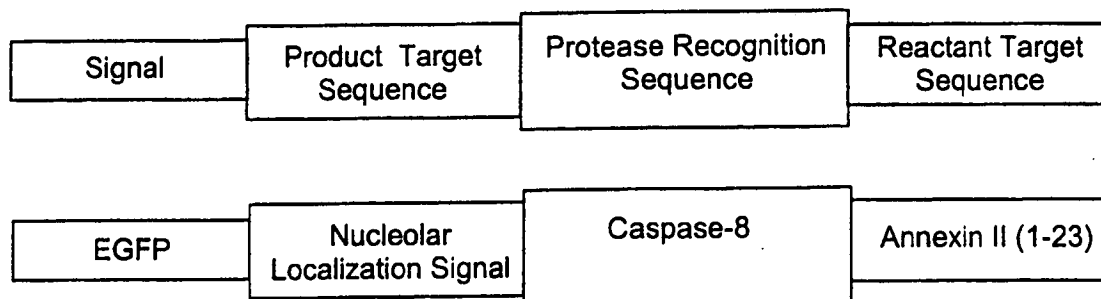 Signal
Product Target
Sequence
Protease Recognition
Sequence
Reactant Target
Sequence
EGFP
Nucleolar
Localization Signal
Caspase-8
Annexin II (1-23)